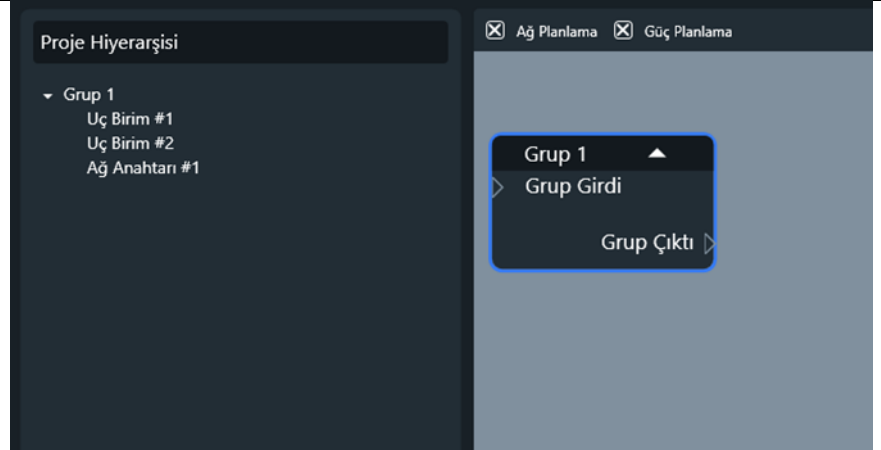 Proje Hiyerarşisi
Grup 1
Uç Birim #1
Uç Birim #2
Ağ Anahtarı #1
Ağ Planlama
Güç Planlama
Grup 1
Grup Girdi
Grup Çıktı